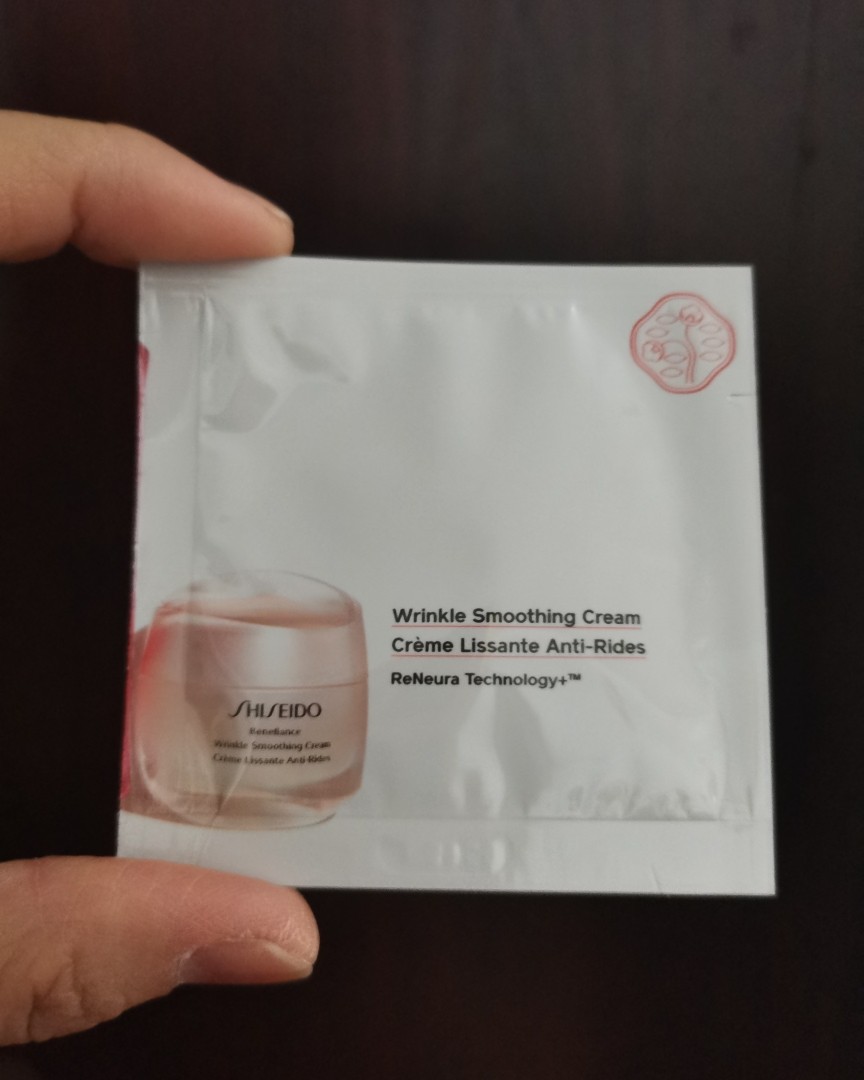 Wrinkle Smoothing Cream
Crème Lissante Anti-Rides
ReNeura Technology+™
SHISEIDO
Benefiance
Wrinkle Smoothing Cream
Crème Lissante Anti-Rides